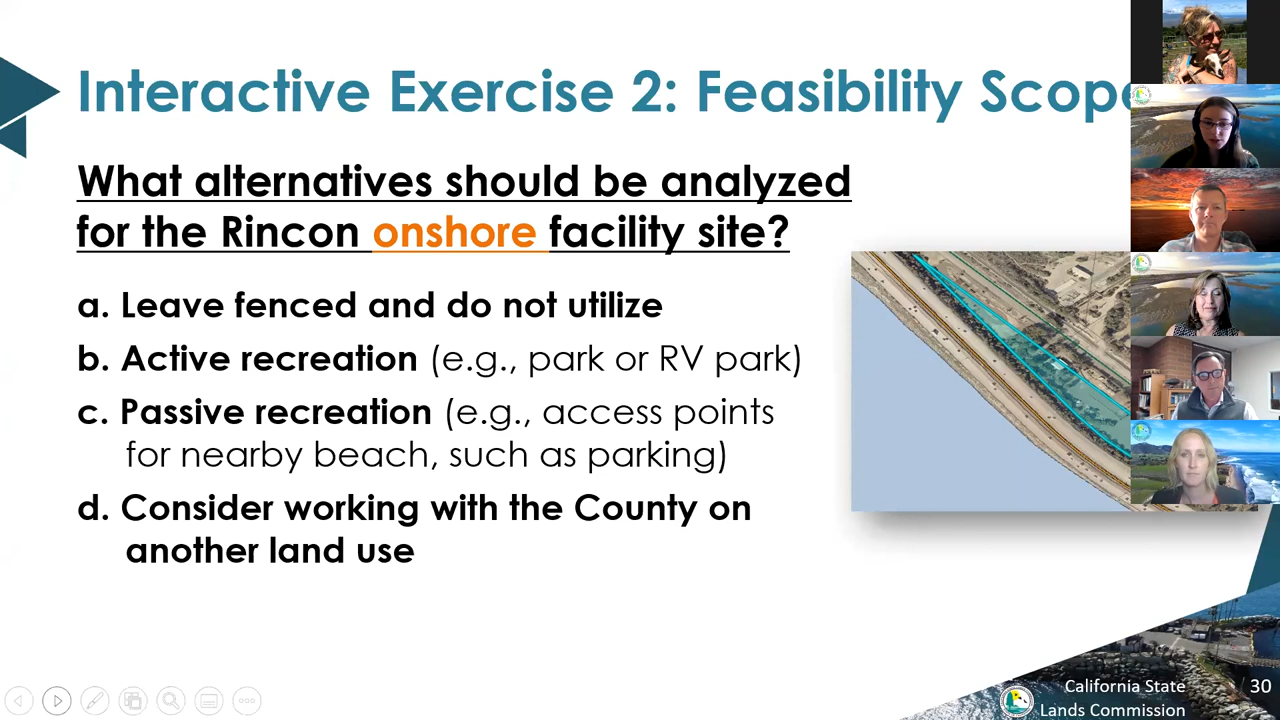 Interactive Exercise 2: Feasibility Scop
What alternatives should be analyzed
for the Rincon onshore facility site?
a. Leave fenced and do not utilize
b. Active recreation (e.g., park or RV park)
c. Passive recreation (e.g., access points
for nearby beach, such as parking)
d. Consider working with the County on
another land use
California State
Lands Commission
30